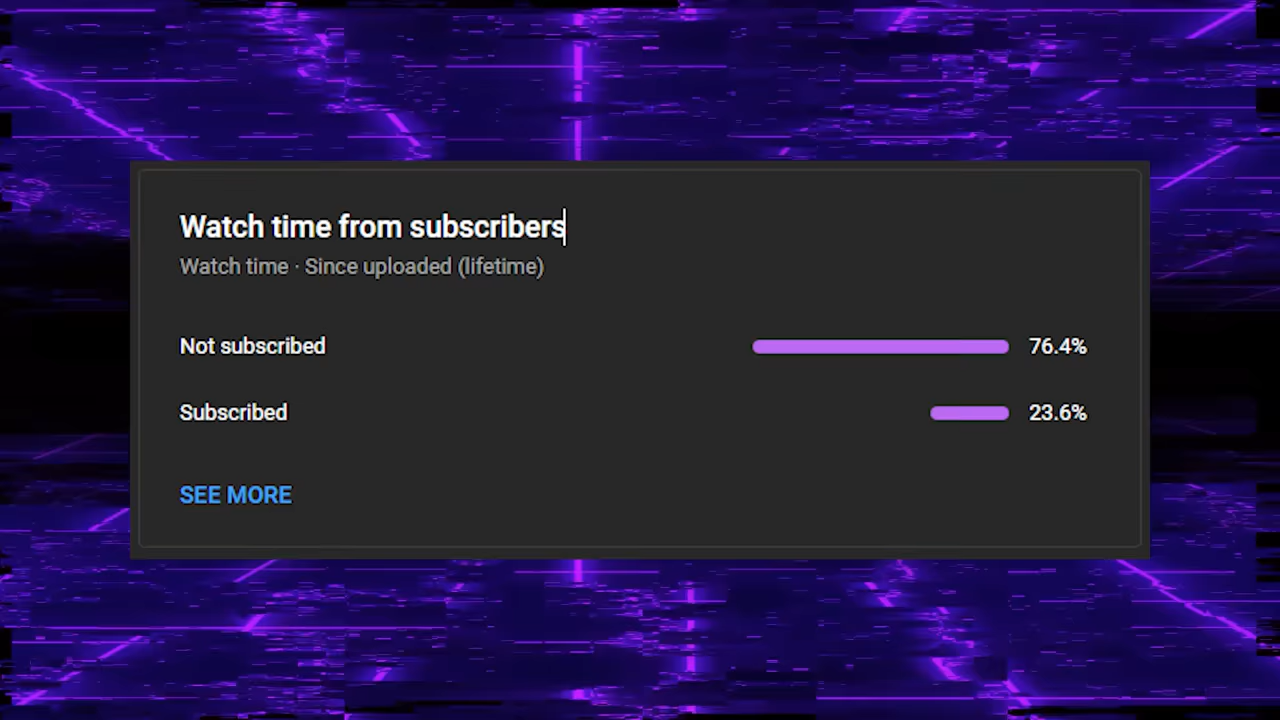 Watch time from subscribers
Watch time · Since uploaded (lifetime)
Not subscribed 76.4%
Subscribed 23.6%
SEE MORE